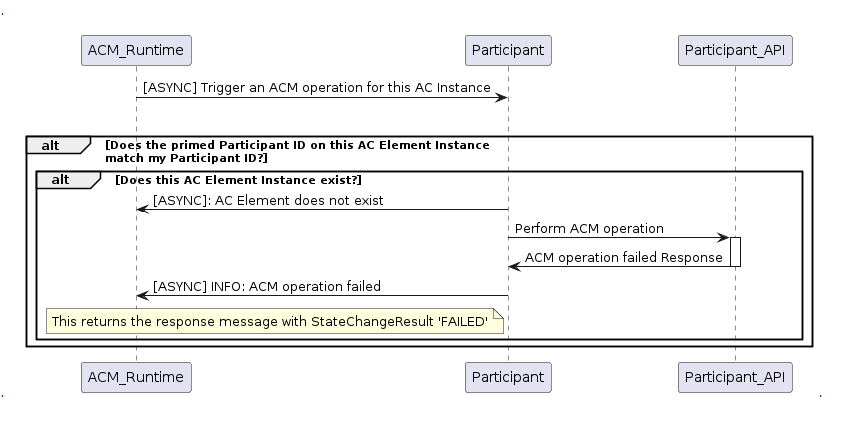 ACM_Runtime
Participant
Participant_API
[ASYNC] Trigger an ACM operation for this AC Instance
alt
[Does the primed Participant ID on this AC Element Instance
match my Participant ID?]
alt
[Does this AC Element Instance exist?]
[ASYNC]: AC Element does not exist
Perform ACM operation
ACM operation failed Response
[ASYNC] INFO: ACM operation failed
This returns the response message with StateChangeResult 'FAILED'
ACM_Runtime
Participant
Participant_API